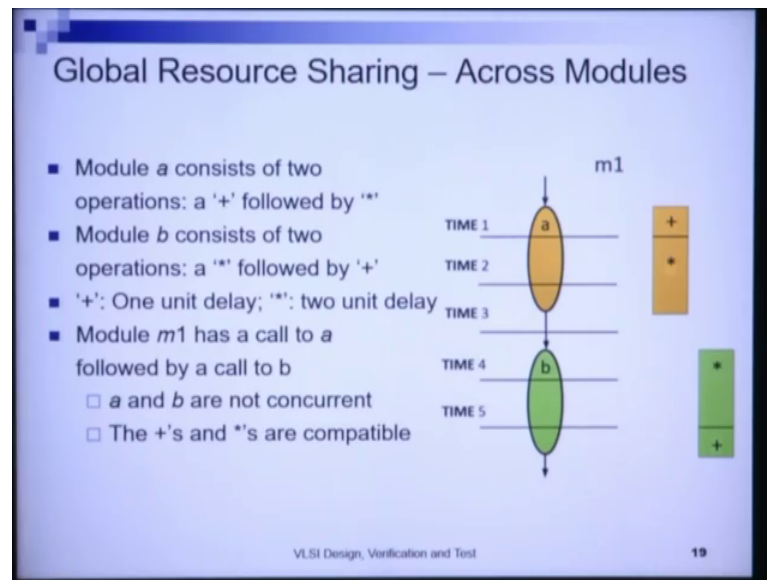 Global Resource Sharing – Across Modules
Module a consists of two
operations: a '+' followed by '*'
Module b consists of two
operations: a '*' followed by '+'
'+': One unit delay; '*': two unit delay
Module m1 has a call to a
followed by a call to b
a and b are not concurrent
The +'s and *'s are compatible
m1
TIME 1
a
+
TIME 2
*
TIME 3
TIME 4
b
*
TIME 5
+
VLSI Design, Verification and Test
19